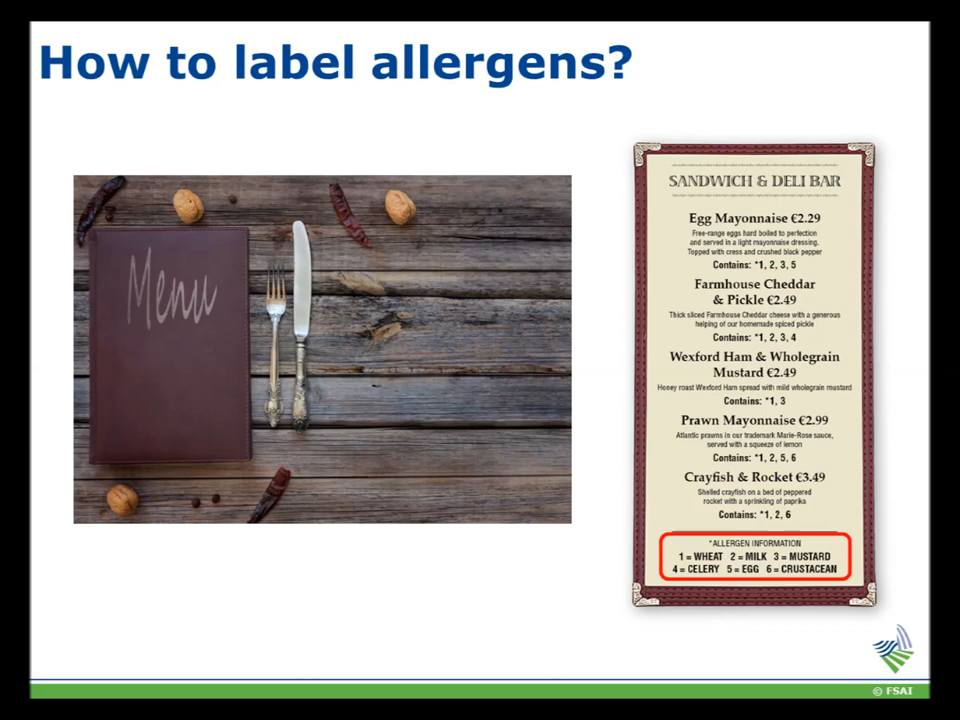 How to label allergens?
Menu
SANDWICH & DELI BAR
Egg Mayonnaise €2.29
Free-range eggs hard boiled to perfection
and served in a light mayonnaise dressing.
Topped with cress and crushed black pepper
Contains: *1, 2, 3, 5
Farmhouse Cheddar
& Pickle €2.49
Thick sliced Farmhouse Cheddar cheese with a generous
helping of our homemade spiced pickle
Contains: *1, 2, 3, 4
Wexford Ham & Wholegrain
Mustard €2.49
Honey roast Wexford Ham spread with mild wholegrain mustard
Contains: *1, 3
Prawn Mayonnaise €2.99
Atlantic prawns in our trademark Marie-Rose sauce,
served with a squeeze of lemon
Contains: *1, 2, 5, 6
Crayfish & Rocket €3.49
Shelled crayfish on a bed of peppered
rocket with a sprinkling of paprika
Contains: *1, 2, 6
*ALLERGEN INFORMATION
1 = WHEAT 2 = MILK 3 = MUSTARD
4 = CELERY 5 = EGG 6 = CRUSTACEAN
© FSAI